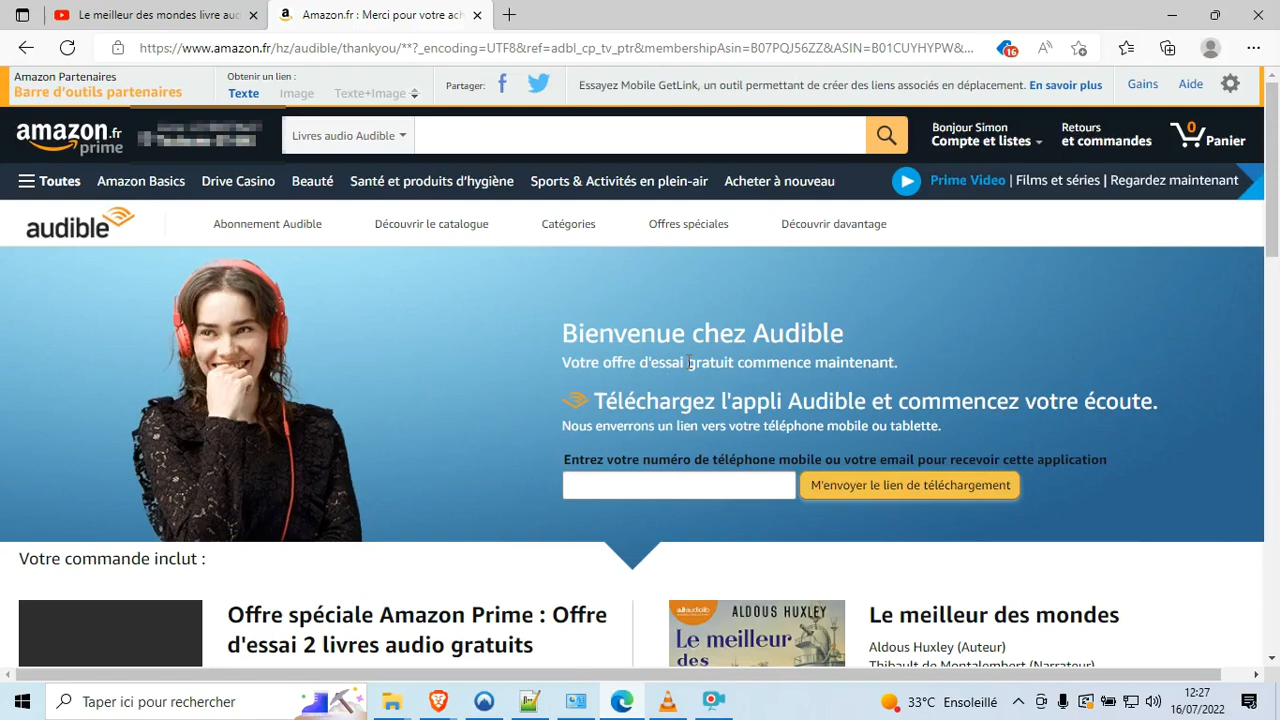 Le meilleur des mondes livre aud
Amazon.fr : Merci pour votre ach
https://www.amazon.fr/hz/audible/thankyou/**?_encoding=UTF8&ref=adbl_cp_tv_ptr&membershipAsin=B07PQJ56ZZ&ASIN=B01CUYHYPW&...
16
Amazon Partenaires
Barre d'outils partenaires
Obtenir un lien :
Texte Image Texte+Image
Partager:
Essayez Mobile GetLink, un outil permettant de créer des liens associés en déplacement. En savoir plus
Gains Aide
amazon.fr
prime
Livres audio Audible
Bonjour Simon
Compte et listes
Retours
et commandes
0
Panier
Toutes Amazon Basics Drive Casino Beauté Santé et produits d'hygiène Sports & Activités en plein-air Acheter à nouveau
Prime Video | Films et séries | Regardez maintenant
audible Abonnement Audible Découvrir le catalogue Catégories Offres spéciales Découvrir davantage
Bienvenue chez Audible
Votre offre d'essai gratuit commence maintenant.
Téléchargez l'appli Audible et commencez votre écoute.
Nous enverrons un lien vers votre téléphone mobile ou tablette.
Entrez votre numéro de téléphone mobile ou votre email pour recevoir cette application
M'envoyer le lien de téléchargement
Votre commande inclut :
Offre spéciale Amazon Prime : Offre
d'essai 2 livres audio gratuits
audiolib
ALDOUS HUXLEY
Le meilleur
des
Le meilleur des mondes
Aldous Huxley (Auteur)
Thibault de Montalembert (Narrateur)
Taper ici pour rechercher
33°C Ensoleillé
12:27
16/07/2022